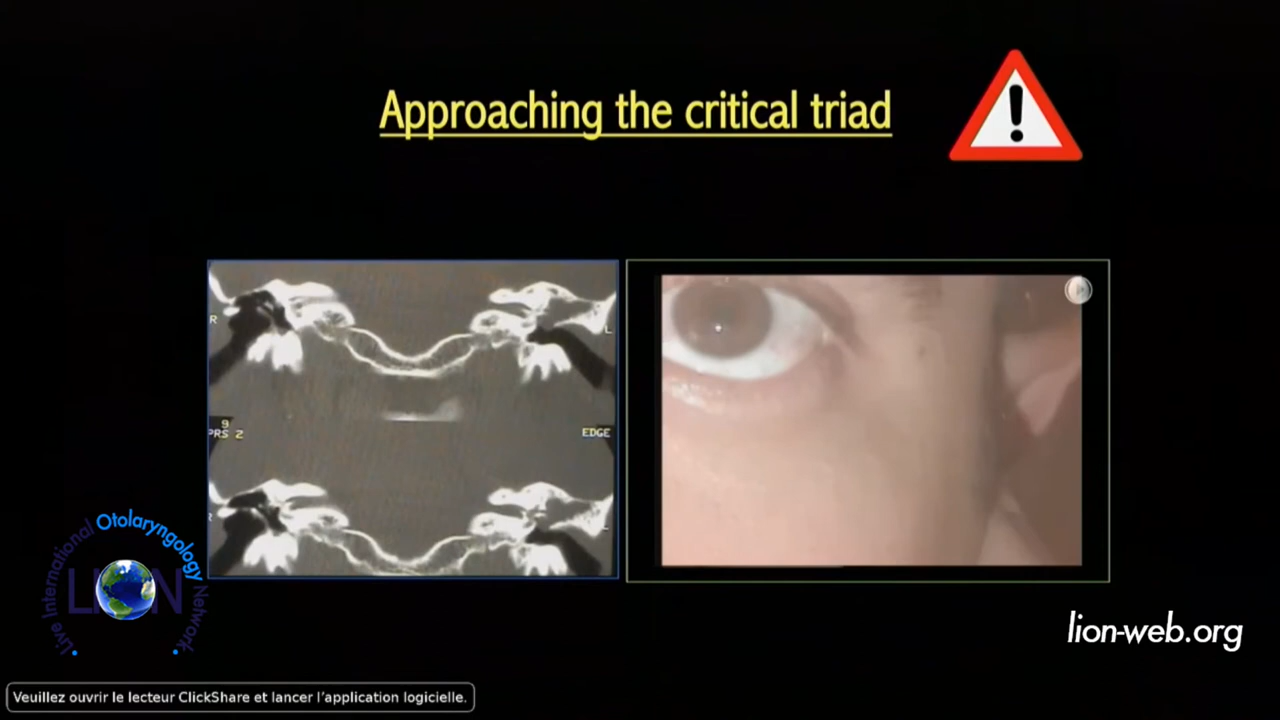 Approaching the critical triad
R
L
9
PRS Z
EDGE
R
L
Live International Otolaryngology Network
LION
lion-web.org
Veuillez ouvrir le lecteur ClickShare et lancer l’application logicielle.